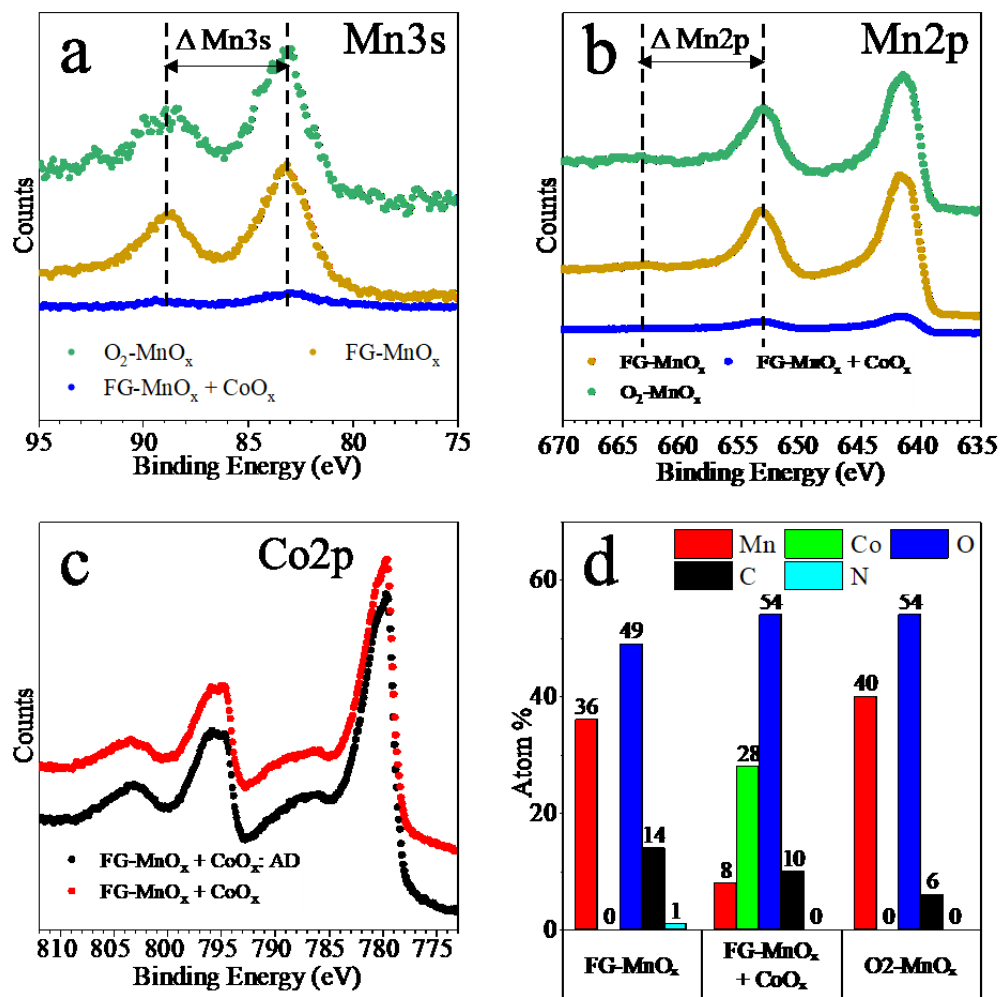 a
Δ Mn3s
Mn3s
Counts
O₂-MnOₓ
FG-MnOₓ
FG-MnOₓ + CoOₓ
95 90 85 80 75
Binding Energy (eV)
b
Δ Mn2p
Mn2p
Counts
FG-MnOₓ
FG-MnOₓ + CoOₓ
O₂-MnOₓ
670 665 660 655 650 645 640 635
Binding Energy (eV)
c
Co2p
Counts
FG-MnOₓ + CoOₓ: AD
FG-MnOₓ + CoOₓ
810 805 800 795 790 785 780 775
Binding Energy (eV)
d
Mn Co O
C N
Atom %
60
40
20
0
36 0 49 14 1
8 28 54 10 0
40 0 54 6 0
FG-MnOₓ
FG-MnOₓ
+ CoOₓ
O2-MnOₓ